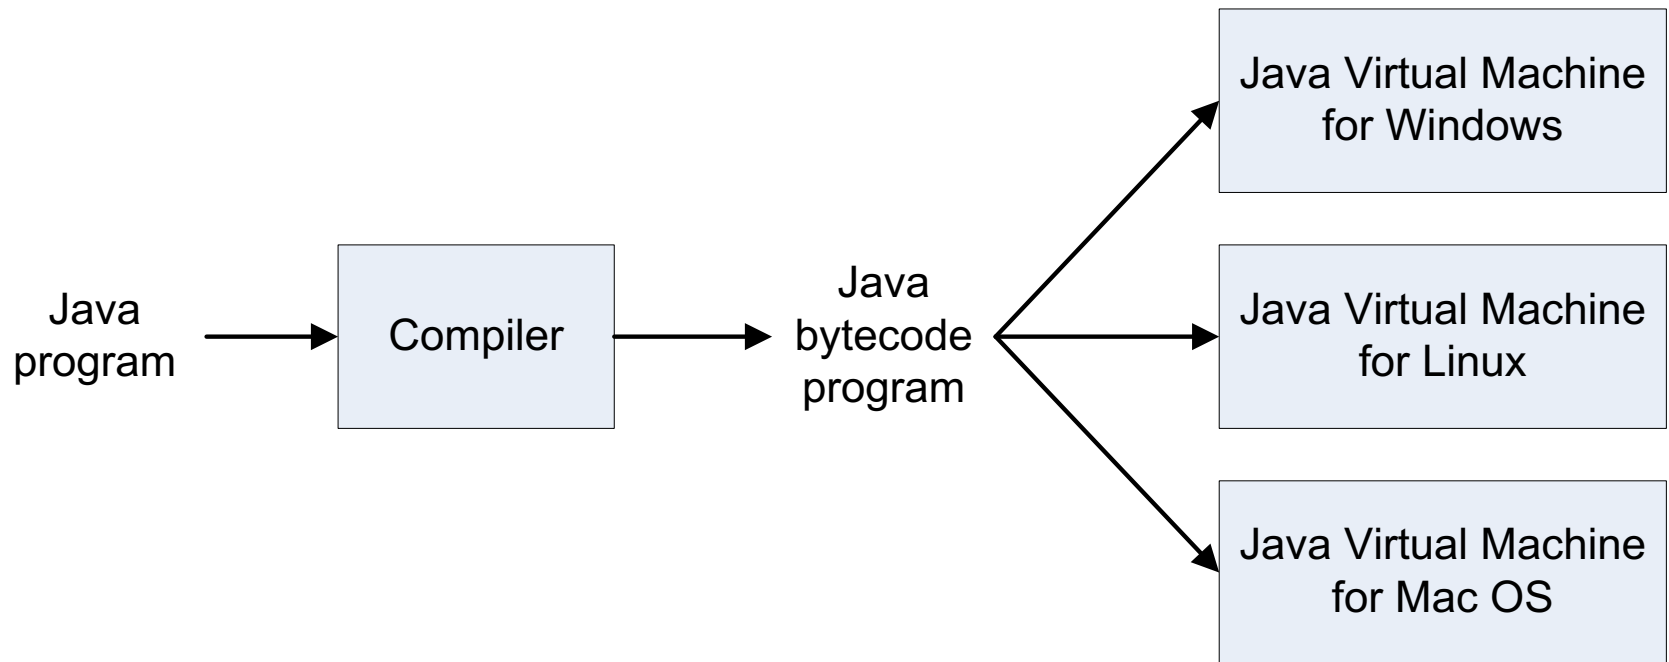 Java
program
Compiler
Java
bytecode
program
Java Virtual Machine
for Windows
Java Virtual Machine
for Linux
Java Virtual Machine
for Mac OS